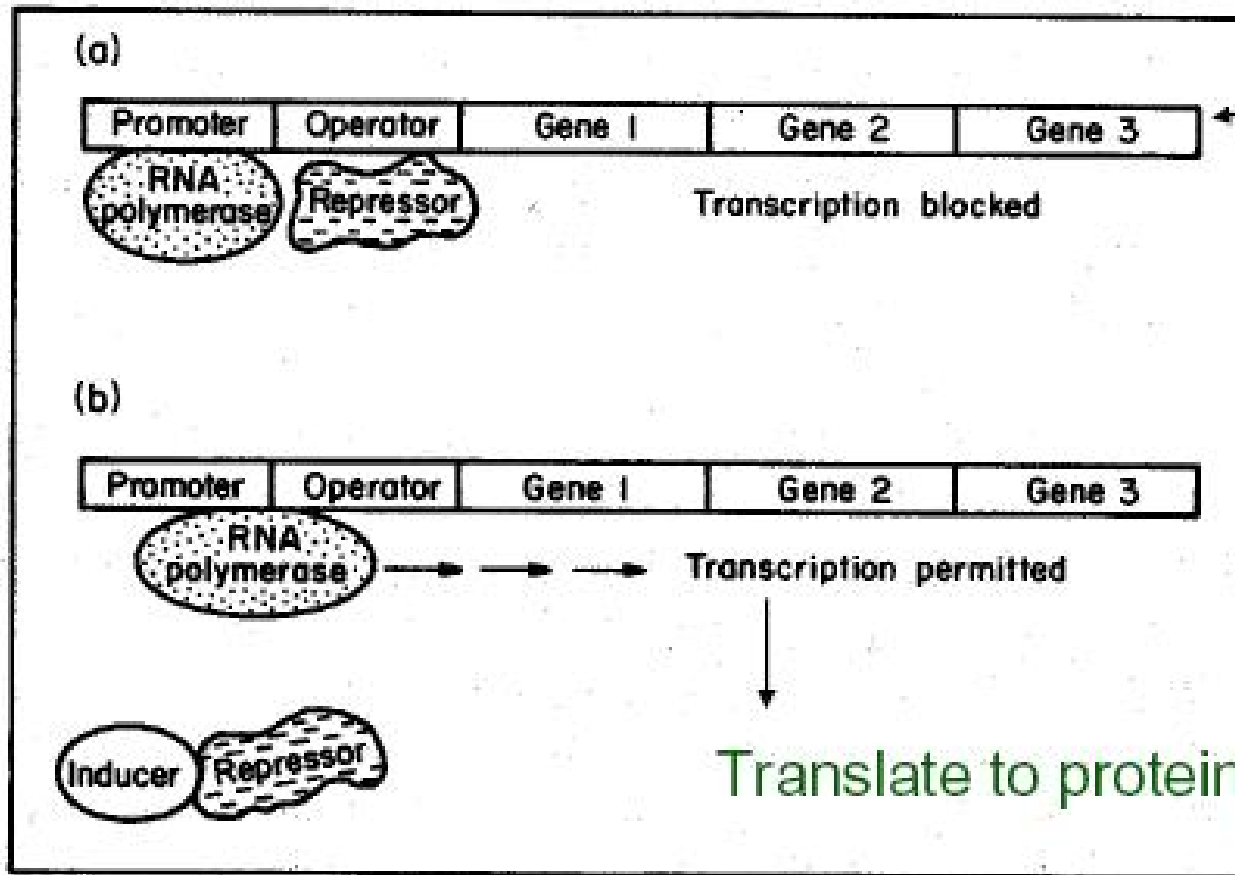 (a)
Promoter Operator Gene 1 Gene 2 Gene 3
RNA
polymerase
Repressor
Transcription blocked
(b)
Promoter Operator Gene 1 Gene 2 Gene 3
RNA
polymerase
Transcription permitted
Inducer
Repressor
Translate to protein